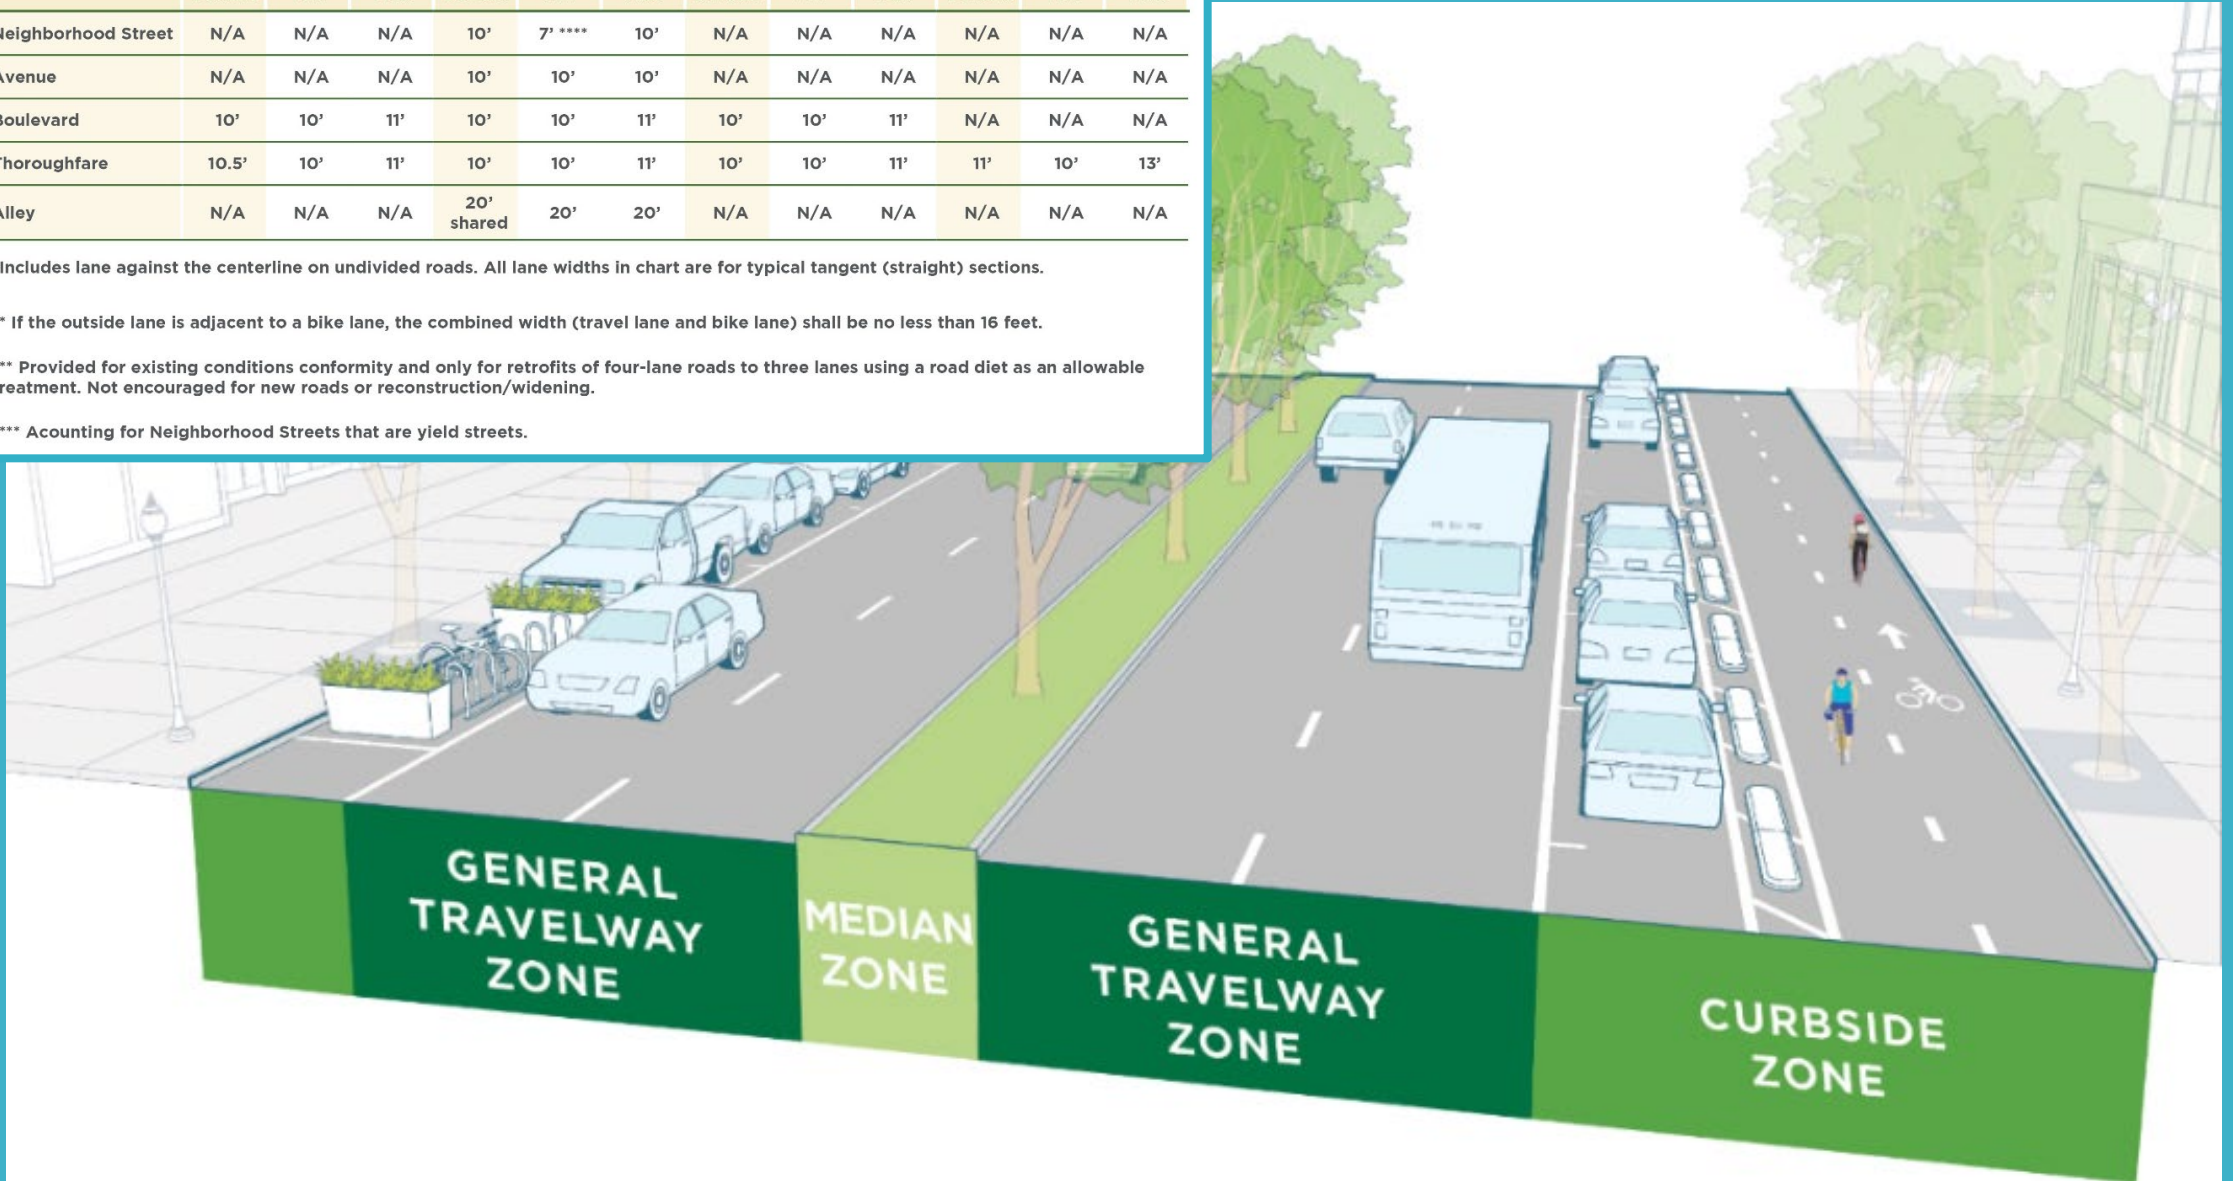 Neighborhood Street N/A N/A N/A 10’ 7’ **** 10’ N/A N/A N/A N/A N/A N/A
Avenue N/A N/A N/A 10’ 10’ 10’ N/A N/A N/A N/A N/A N/A
Boulevard 10’ 10’ 11’ 10’ 10’ 11’ 10’ 10’ 11’ N/A N/A N/A
Thoroughfare 10.5’ 10’ 11’ 10’ 10’ 11’ 10’ 10’ 11’ 11’ 10’ 13’
Alley N/A N/A N/A 20’ shared 20’ 20’ N/A N/A N/A N/A N/A N/A
Includes lane against the centerline on undivided roads. All lane widths in chart are for typical tangent (straight) sections.
* If the outside lane is adjacent to a bike lane, the combined width (travel lane and bike lane) shall be no less than 16 feet.
** Provided for existing conditions conformity and only for retrofits of four-lane roads to three lanes using a road diet as an allowable
treatment. Not encouraged for new roads or reconstruction/widening.
*** Acounting for Neighborhood Streets that are yield streets.
GENERAL
TRAVELWAY
ZONE
MEDIAN
ZONE
GENERAL
TRAVELWAY
ZONE
CURBSIDE
ZONE